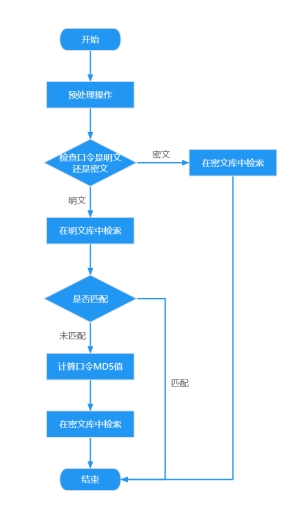 开始
预处理操作
检查口令是明文
还是密文
密文
在密文库中检索
明文
在明文库中检索
是否匹配
未匹配
计算口令MD5值
匹配
在密文库中检索
结束